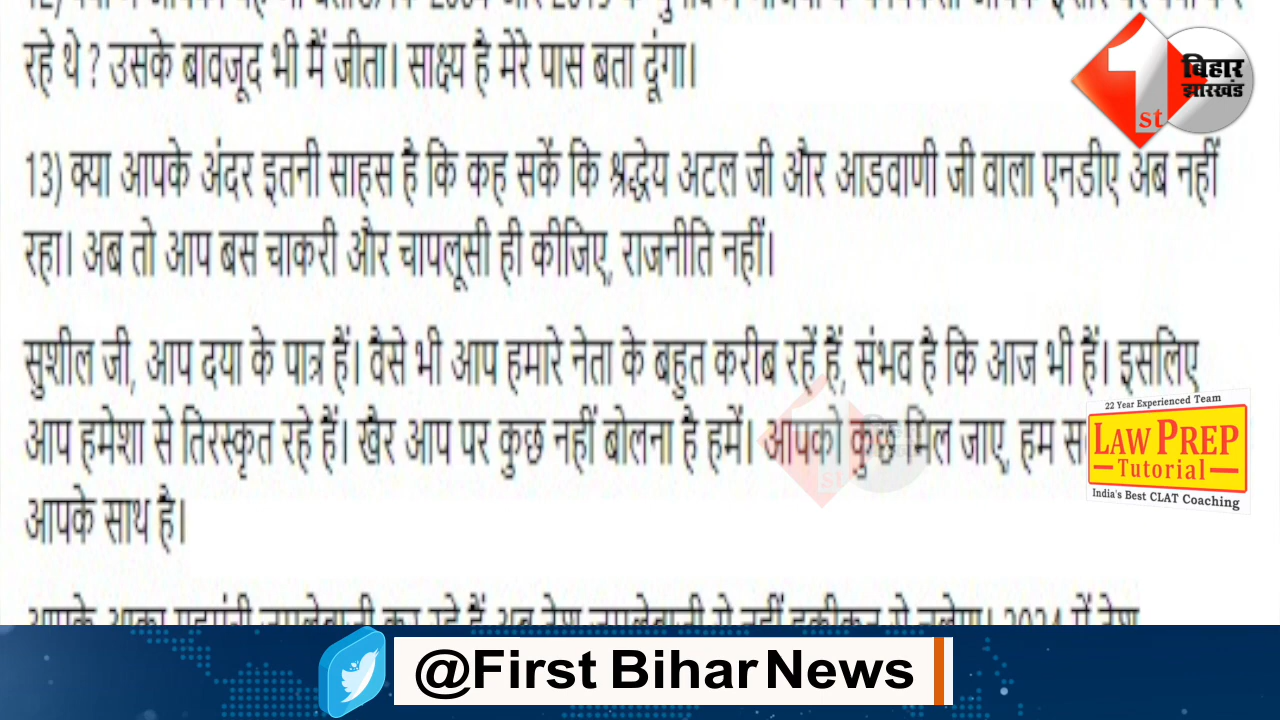 रहे थे ? उसके बावजूद भी मैं जीता। साक्ष्य है मेरे पास बता दूंगा।
13) क्या आपके अंदर इतनी साहस है कि कह सकें कि श्रद्धेय अटल जी और आडवाणी जी वाला एनडीए अब नहीं
रहा। अब तो आप बस चाकरी और चापलूसी ही कीजिए, राजनीति नहीं।
सुशील जी, आप दया के पात्र हैं। वैसे भी आप हमारे नेता के बहुत करीब रहें हैं, संभव है कि आज भी हैं। इसलिए
आप हमेशा से तिरस्कृत रहे हैं। खैर आप पर कुछ नहीं बोलना है हमें। आपको कुछ मिल जाए, हम
आपके साथ है।
1st
बिहार
झारखंड
22 Year Experienced Team
LAW PREP
Tutorial
India's Best CLAT Coaching
@First Bihar News